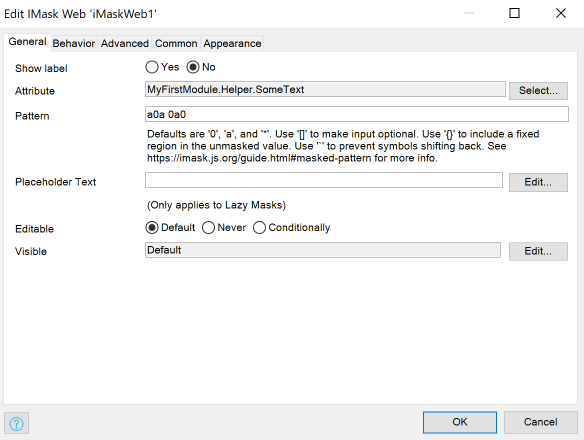 Edit IMask Web 'iMaskWeb1'
General Behavior Advanced Common Appearance
Show label Yes No
Attribute MyFirstModule.Helper.SomeText Select...
Pattern a0a 0a0
Defaults are '0', 'a', and '*'. Use '[]' to make input optional. Use '{}' to include a fixed
region in the unmasked value. Use '`' to prevent symbols shifting back. See
https://imask.js.org/guide.html#masked-pattern for more info.
Placeholder Text Edit...
(Only applies to Lazy Masks)
Editable Default Never Conditionally
Visible Default Edit...
? OK Cancel